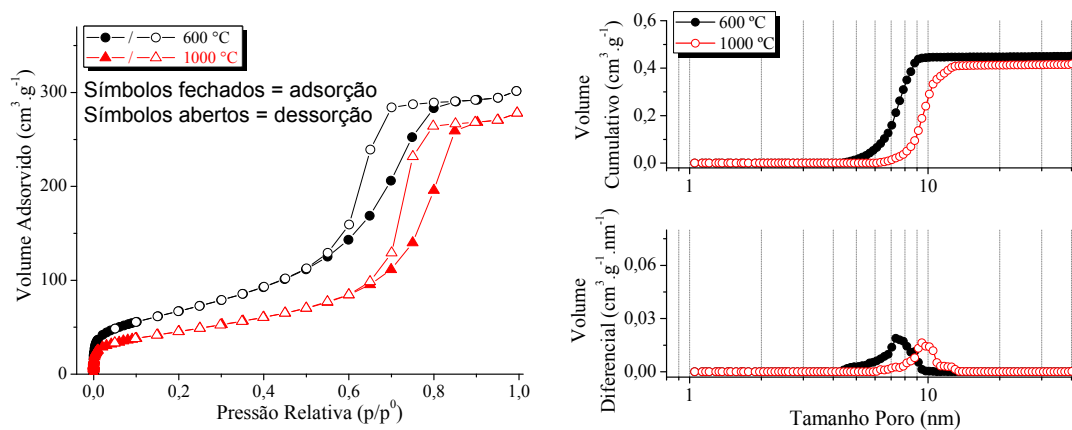 ● / ○ 600 °C
▲ / △ 1000 °C
Símbolos fechados = adsorção
Símbolos abertos = dessorção
Volume Adsorvido (cm³.g⁻¹)
300
200
100
0
0,0 0,2 0,4 0,6 0,8 1,0
Pressão Relativa (p/p⁰)
600 ºC
1000 ºC
Volume
Cumulativo (cm³.g⁻¹)
0,6
0,4
0,2
0,0
1 10
Volume
Diferencial (cm³.g⁻¹.nm⁻¹)
0,06
0,03
0,00
1 10
Tamanho Poro (nm)